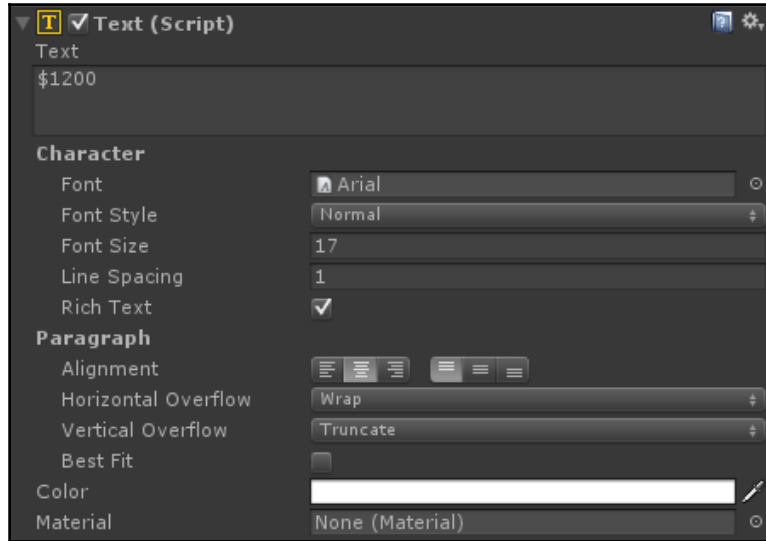 T Text (Script)
Text
$1200
Character
Font Arial
Font Style Normal
Font Size 17
Line Spacing 1
Rich Text
Paragraph
Alignment
Horizontal Overflow Wrap
Vertical Overflow Truncate
Best Fit
Color
Material None (Material)